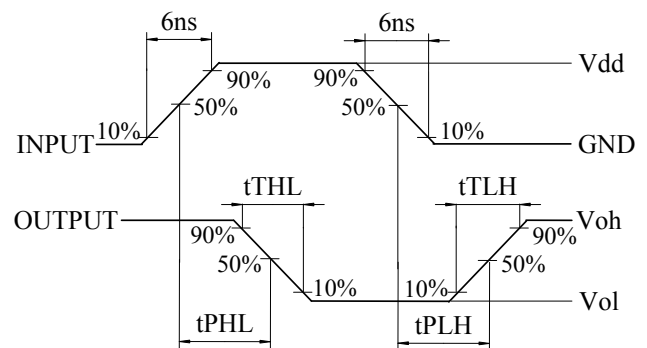 6ns 6ns
90% 90% Vdd
50% 50%
10% 10%
INPUT GND
tTHL tTLH
OUTPUT Voh
90% 90%
50% 50%
10% 10%
Vol
tPHL tPLH